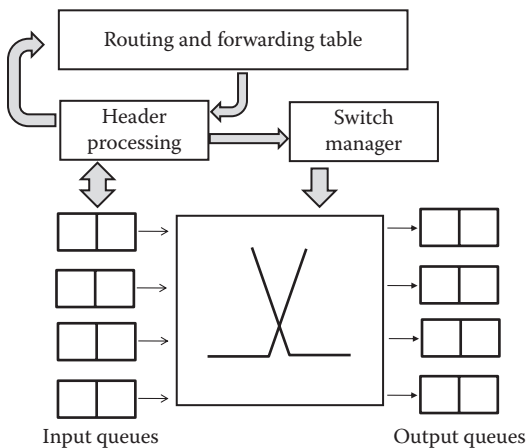 Routing and forwarding table
Header
processing
Switch
manager
Input queues
Output queues